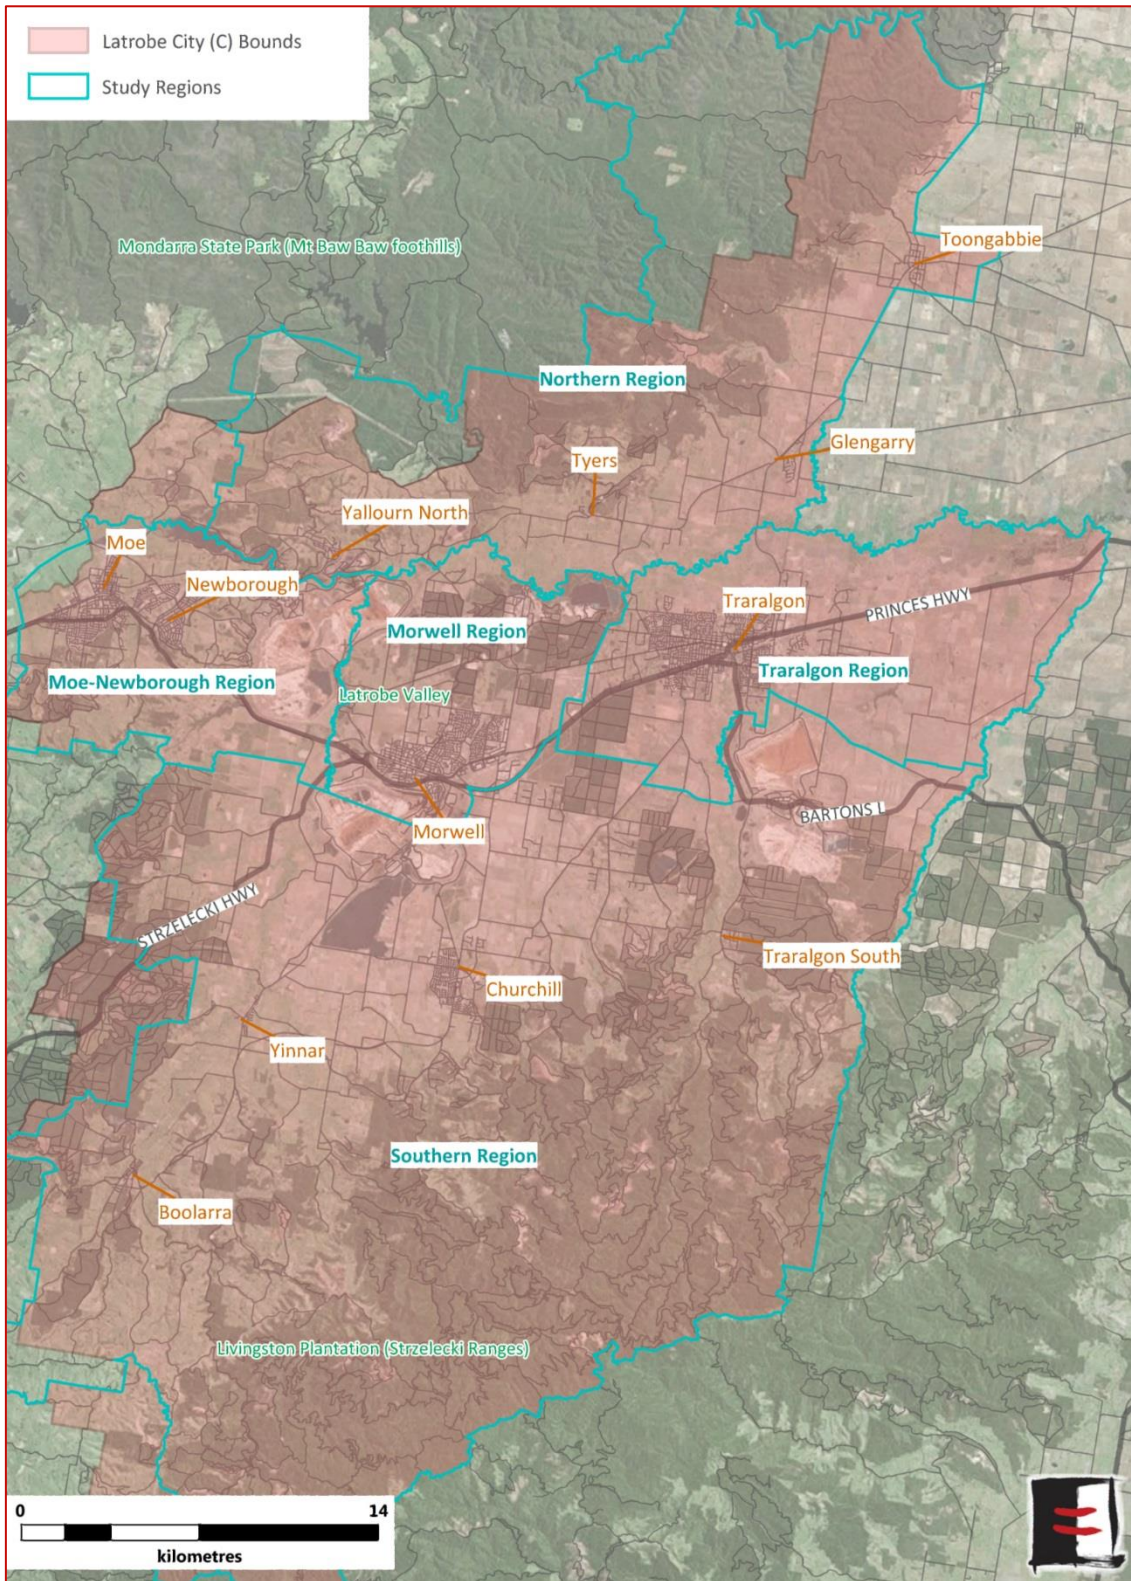 Latrobe City (C) Bounds
Study Regions
Toongabbie
Mondarra State Park (Mt Baw Baw foothills)
Northern Region
Glengarry
Tyers
Yallourn North
Moe
Newborough
Traralgon
PRINCES HWY
Morwell Region
Traralgon Region
Moe-Newborough Region
Latrobe Valley
BARTONS L
Morwell
STRZELECKI HWY
Traralgon South
Churchill
Yinnar
Southern Region
Boolarra
Livingston Plantation (Strzelecki Ranges)
0 14
kilometres